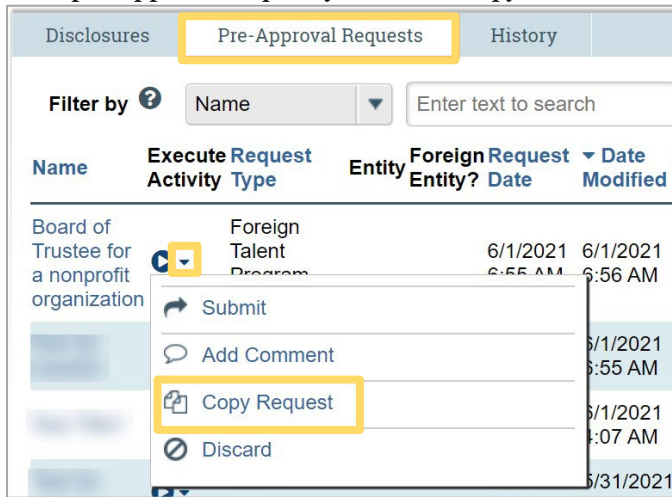 Disclosures Pre-Approval Requests History
Filter by ? Name Enter text to search
Name Execute Activity Request Type Entity Foreign Entity? Request Date Date Modified
Board of
Trustee for
a nonprofit
organization
Foreign
Talent
Program
6/1/2021
6:55 AM
6/1/2021
6:56 AM
Submit
Add Comment
Copy Request
Discard
6/1/2021
:55 AM
6/1/2021
:07 AM
5/31/2021